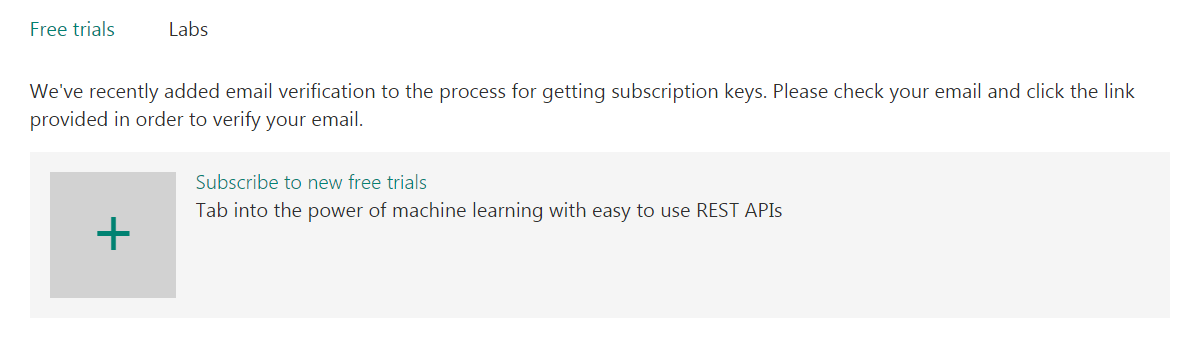 Free trials Labs
We've recently added email verification to the process for getting subscription keys. Please check your email and click the link
provided in order to verify your email.
Subscribe to new free trials
Tab into the power of machine learning with easy to use REST APIs